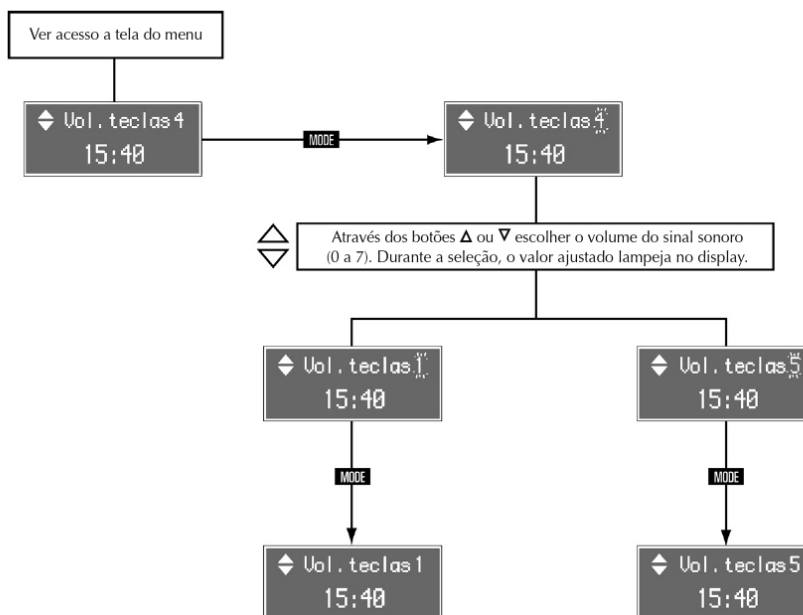 Ver acesso a tela do menu
Vol.teclas4
15:40
MODE
Vol.teclas4
15:40
Através dos botões Δ ou ∇ escolher o volume do sinal sonoro
(0 a 7). Durante a seleção, o valor ajustado lampeja no display.
Vol.teclas1
15:40
Vol.teclas5
15:40
MODE
MODE
Vol.teclas1
15:40
Vol.teclas5
15:40